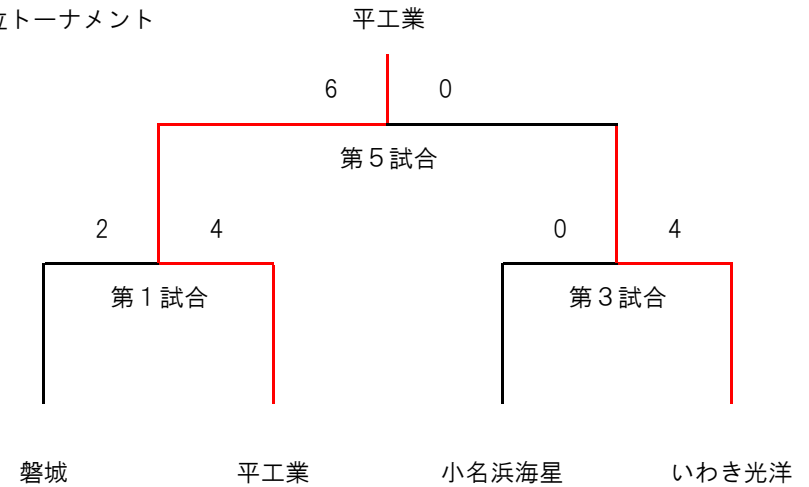 立トーナメント 平工業
6 0
第5試合
2 4 0 4
第1試合 第3試合
磐城 平工業 小名浜海星 いわき光洋